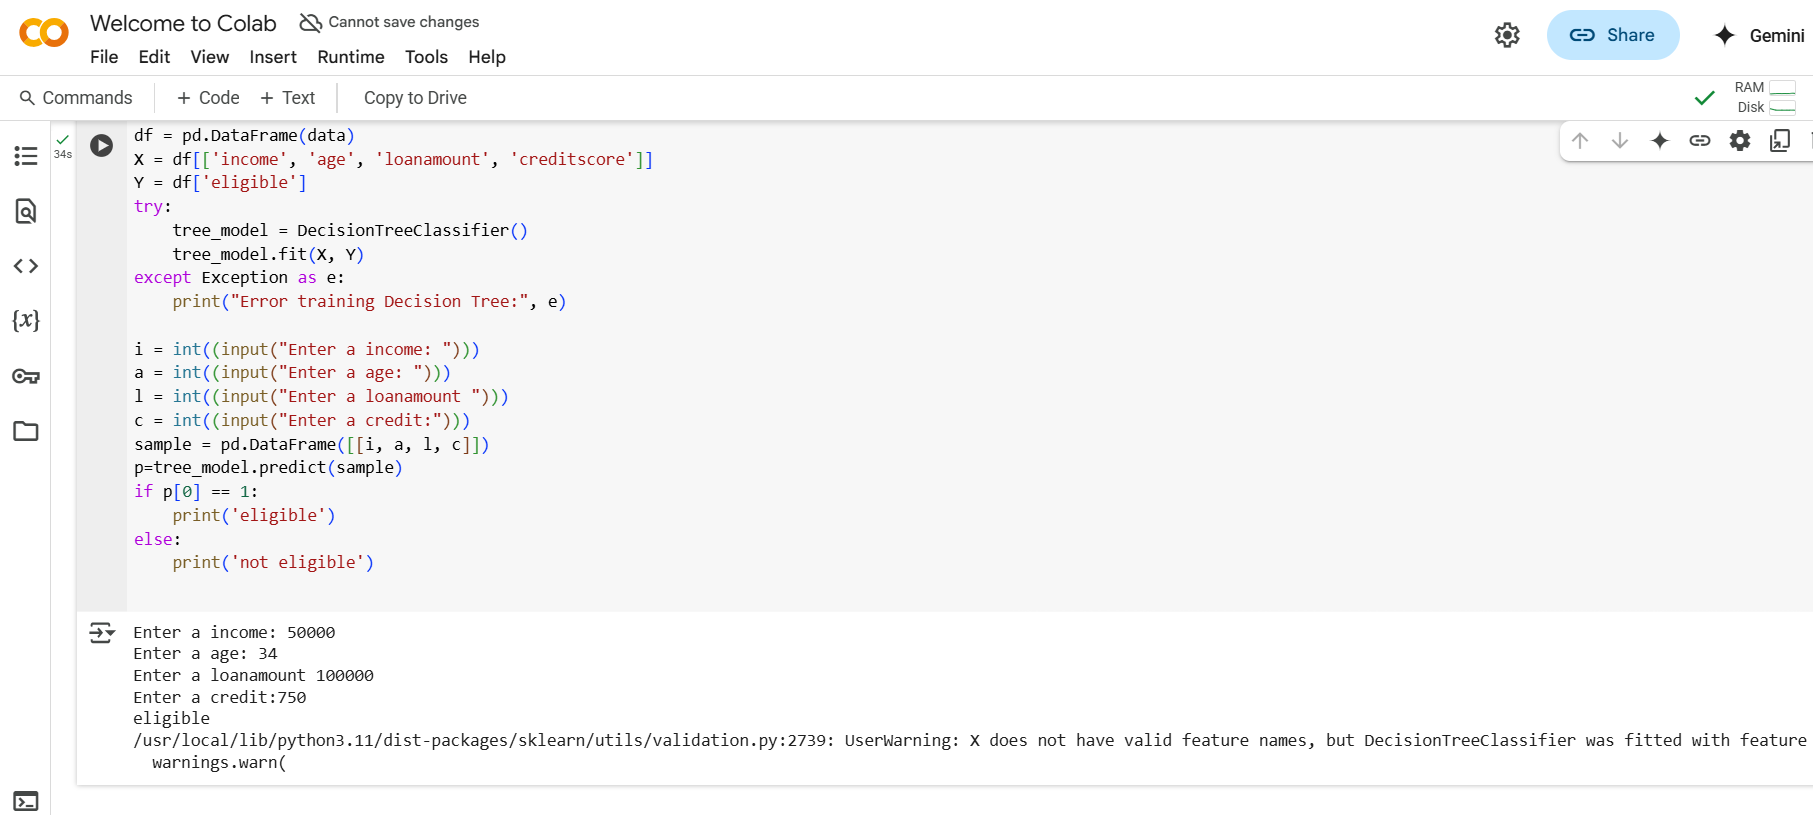 Welcome to Colab
Cannot save changes
File Edit View Insert Runtime Tools Help
Share
Gemini
Commands + Code + Text Copy to Drive
RAM
Disk
34s
df = pd.DataFrame(data)
X = df[['income', 'age', 'loanamount', 'creditscore']]
Y = df['eligible']
try:
    tree_model = DecisionTreeClassifier()
    tree_model.fit(X, Y)
except Exception as e:
    print("Error training Decision Tree:", e)
i = int((input("Enter a income: ")))
a = int((input("Enter a age: ")))
l = int((input("Enter a loanamount ")))
c = int((input("Enter a credit:")))
sample = pd.DataFrame([[i, a, l, c]])
p=tree_model.predict(sample)
if p[0] == 1:
    print('eligible')
else:
    print('not eligible')
Enter a income: 50000
Enter a age: 34
Enter a loanamount 100000
Enter a credit:750
eligible
/usr/local/lib/python3.11/dist-packages/sklearn/utils/validation.py:2739: UserWarning: X does not have valid feature names, but DecisionTreeClassifier was fitted with feature
  warnings.warn(